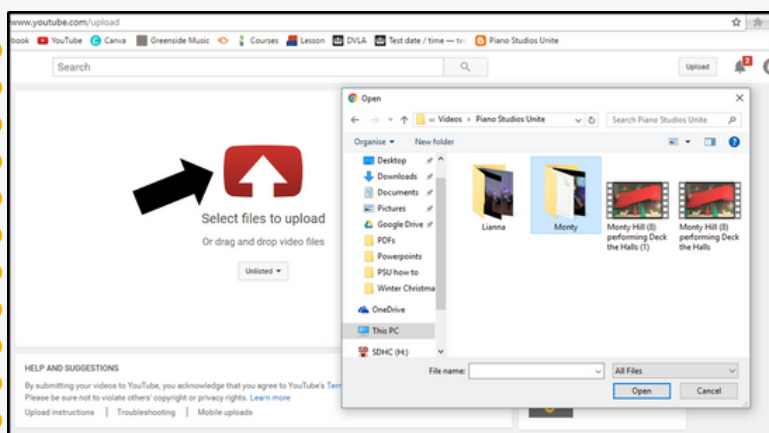 www.youtube.com/upload
book YouTube Canva Greenside Music Courses Lesson DVLA Test date / time — te: Piano Studios Unite
Search
Upload
2
Select files to upload
Or drag and drop video files
Unlisted
HELP AND SUGGESTIONS
By submitting your videos to YouTube, you acknowledge that you agree to YouTube's Ter
Please be sure not to violate others' copyright or privacy rights. Learn more
Upload instructions | Troubleshooting | Mobile uploads
Open
« Videos > Piano Studios Unite
Search Piano Studios Unite
Organise New folder
Desktop
Downloads
Documents
Pictures
Google Drive
PDFs
Powerpoints
PSU how to
Winter Christma
OneDrive
This PC
SDHC (H:)
Lianna
Monty
Monty Hill (8)
performing Deck
the Halls (1)
Monty Hill (8)
performing Deck
the Halls
File name:
All Files
Open
Cancel